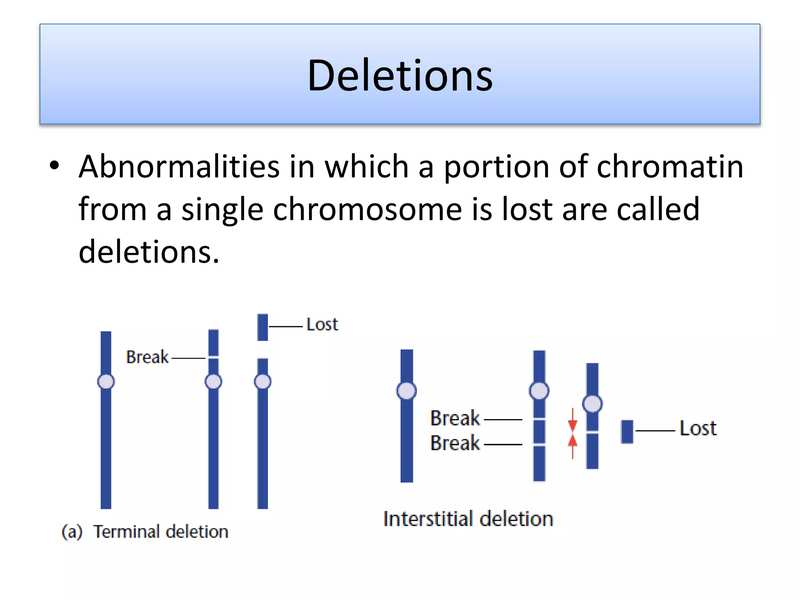 Deletions
• Abnormalities in which a portion of chromatin
from a single chromosome is lost are called
deletions.
Lost
Break
(a) Terminal deletion
Break
Break
Lost
Interstitial deletion